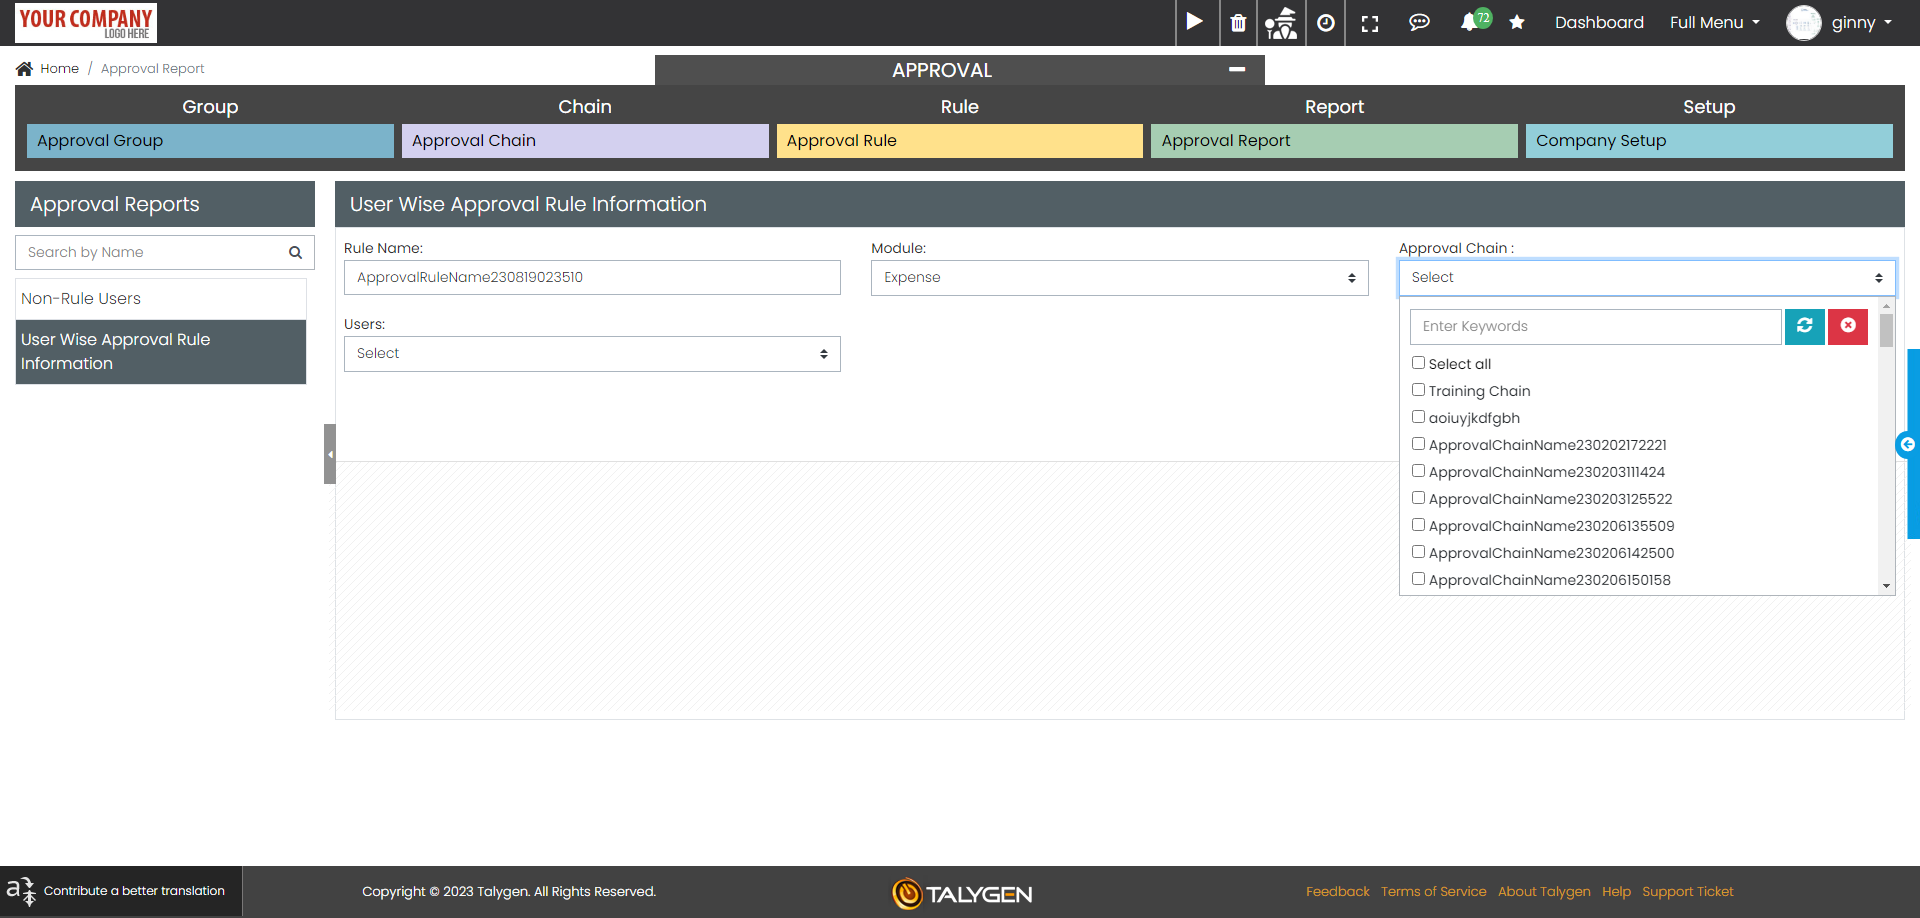 YOUR COMPANY
LOGO HERE
72
Dashboard
Full Menu
ginny
Home / Approval Report
APPROVAL
Group
Chain
Rule
Report
Setup
Approval Group
Approval Chain
Approval Rule
Approval Report
Company Setup
Approval Reports
Search by Name
Non-Rule Users
User Wise Approval Rule
Information
User Wise Approval Rule Information
Rule Name:
ApprovalRuleName230819023510
Module:
Expense
Approval Chain :
Select
Users:
Select
Enter Keywords
Select all
Training Chain
aoiuyjkdfgbh
ApprovalChainName230202172221
ApprovalChainName230203111424
ApprovalChainName230203125522
ApprovalChainName230206135509
ApprovalChainName230206142500
ApprovalChainName230206150158
Contribute a better translation
Copyright © 2023 Talygen. All Rights Reserved.
TALYGEN
Feedback
Terms of Service
About Talygen
Help
Support Ticket